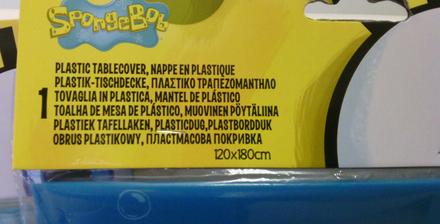 SpongeBob
PLASTIC TABLECOVER, NAPPE EN PLASTIQUE
PLASTIK-TISCHDECKE, ΠΛΑΣΤΙΚΟ ΤΡΑΠΕΖΟΜΑΝΤΗΛΟ
1 TOVAGLIA IN PLASTICA, MANTEL DE PLÁSTICO
TOALHA DE MESA DE PLÁSTICO, MUOVINEN PÖYTÄLIINA
PLASTIEK TAFELLAKEN, PLASTICDUG,PLASTBORDDUK
OBRUS PLASTIKOWY, ПЛАСТМАСОВА ПОКРИВКА
120x180cm